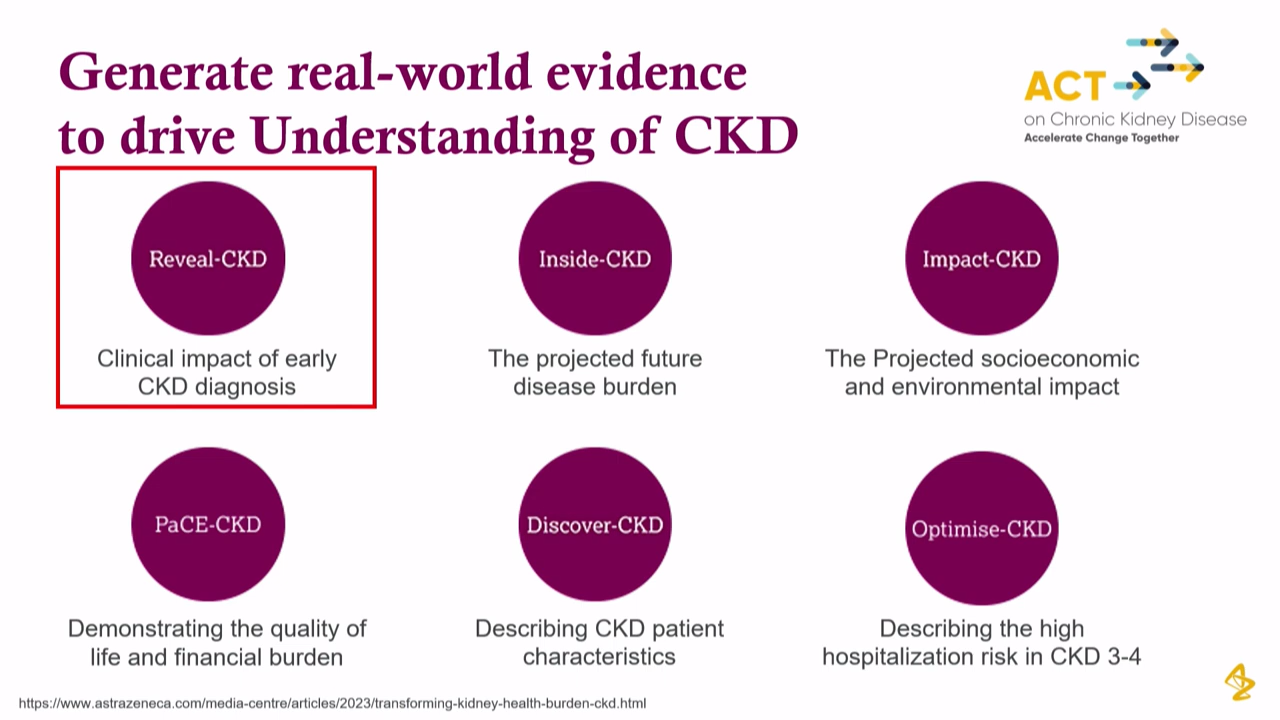 Generate real-world evidence
to drive Understanding of CKD
ACT
on Chronic Kidney Disease
Accelerate Change Together
Reveal-CKD
Clinical impact of early
CKD diagnosis
Inside-CKD
The projected future
disease burden
Impact-CKD
The Projected socioeconomic
and environmental impact
PaCE-CKD
Demonstrating the quality of
life and financial burden
Discover-CKD
Describing CKD patient
characteristics
Optimise-CKD
Describing the high
hospitalization risk in CKD 3-4
https://www.astrazeneca.com/media-centre/articles/2023/transforming-kidney-health-burden-ckd.html